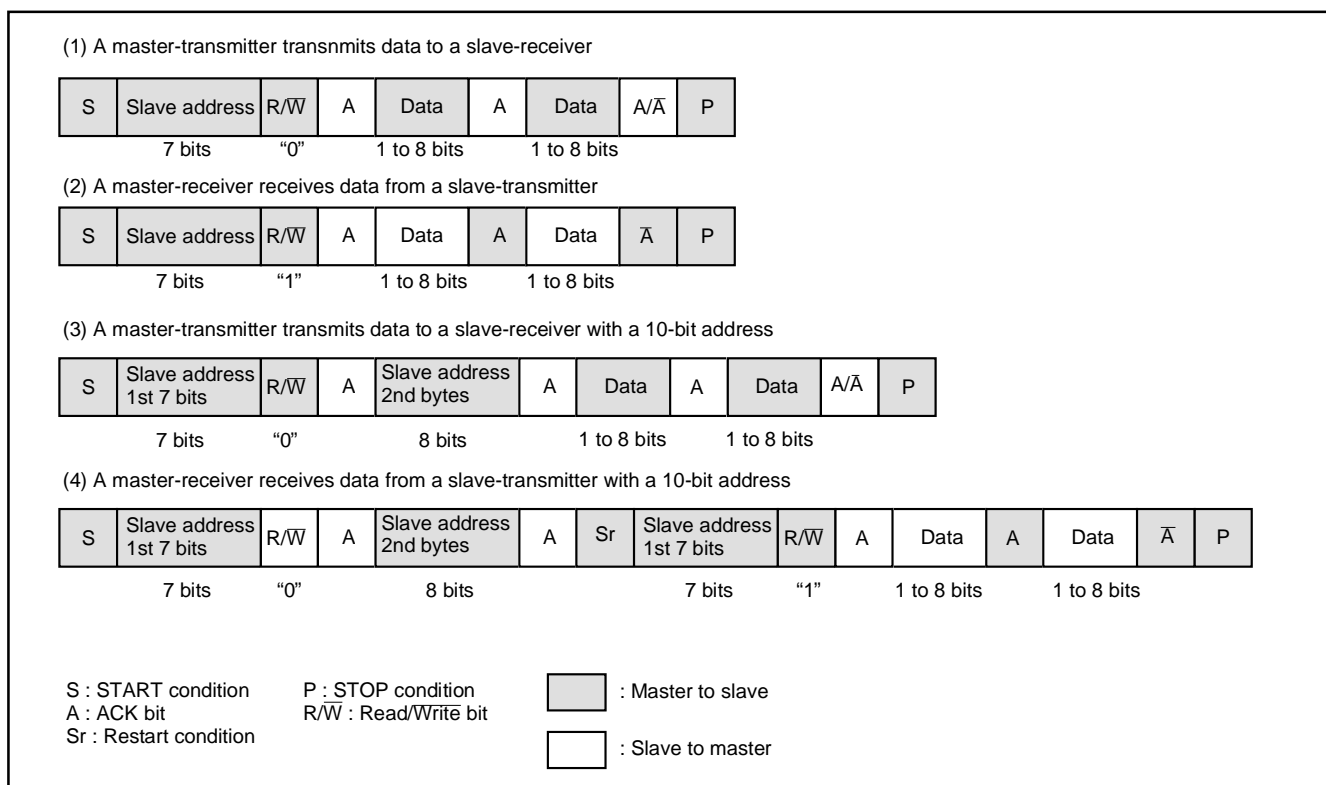 (1) A master-transmitter transnmits data to a slave-receiver
S Slave address R/W̅ A Data A Data A/A̅ P
7 bits “0” 1 to 8 bits 1 to 8 bits
(2) A master-receiver receives data from a slave-transmitter
S Slave address R/W̅ A Data A Data A̅ P
7 bits “1” 1 to 8 bits 1 to 8 bits
(3) A master-transmitter transmits data to a slave-receiver with a 10-bit address
S Slave address 1st 7 bits R/W̅ A Slave address 2nd bytes A Data A Data A/A̅ P
7 bits “0” 8 bits 1 to 8 bits 1 to 8 bits
(4) A master-receiver receives data from a slave-transmitter with a 10-bit address
S Slave address 1st 7 bits R/W̅ A Slave address 2nd bytes A Sr Slave address 1st 7 bits R/W̅ A Data A Data A̅ P
7 bits “0” 8 bits 7 bits “1” 1 to 8 bits 1 to 8 bits
S : START condition P : STOP condition : Master to slave
A : ACK bit R/W̅ : Read/W̅r̅i̅t̅e̅ bit
Sr : Restart condition
: Slave to master